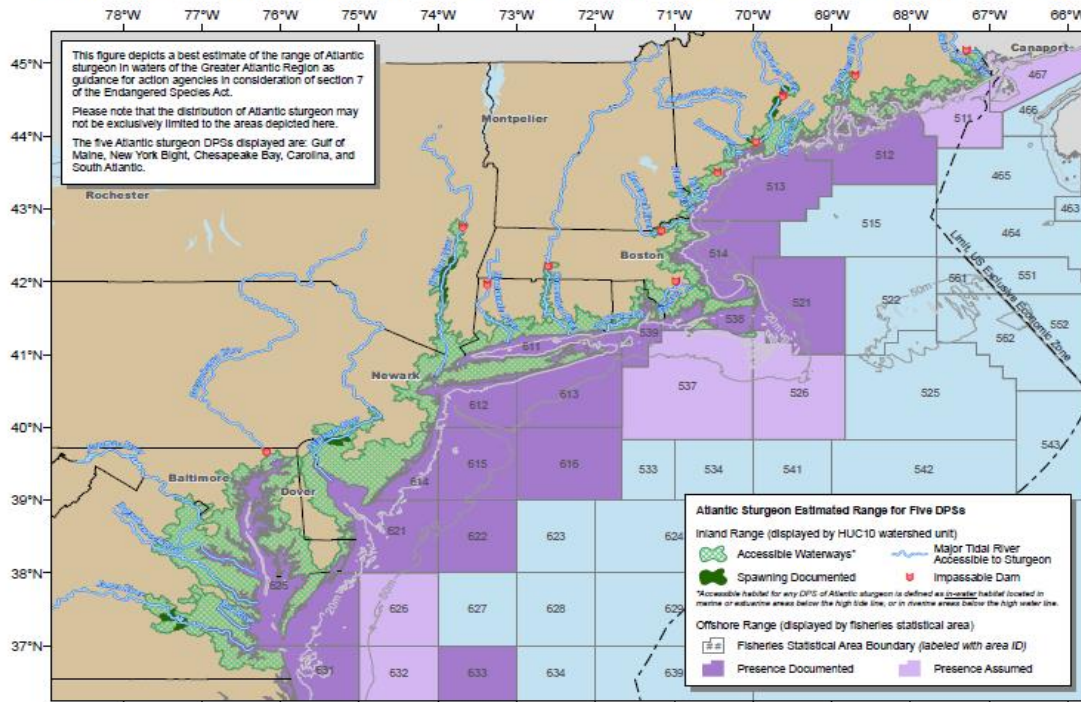 78°W 77°W 76°W 75°W 74°W 73°W 72°W 71°W 70°W 69°W 68°W 67°W 66°W
This figure depicts a best estimate of the range of Atlantic
sturgeon in waters of the Greater Atlantic Region as
guidance for action agencies in consideration of section 7
of the Endangered Species Act.
Please note that the distribution of Atlantic sturgeon may
not be exclusively limited to the areas depicted here.
The five Atlantic sturgeon DPSs displayed are: Gulf of
Maine, New York Bight, Chesapeake Bay, Carolina, and
South Atlantic.
45°N
Canaport
467
466
511
Montpelier
44°N
512
465
Rochester
513
43°N
515
463
464
Boston
514
Limit, US Exclusive Economic Zone
42°N
521
522
561
551
50m
552
562
538
539
20m
611
41°N
Newark
537
526
525
612
613
40°N
543
615
616
533
534
541
542
Baltimore
Dover
614
39°N
621
622
623
624
38°N
625
20m
50m
626
627
628
629
37°N
631
632
633
634
639
78°W
77°W
76°W 75°W 74°W 73°W 72°W 71°W
Atlantic Sturgeon Estimated Range for Five DPSs
Inland Range (displayed by HUC10 watershed unit)
Accessible Waterways*
Major Tidal River
Accessible to Sturgeon
Spawning Documented
Impassable Dam
*Accessible habitat for any DPS of Atlantic sturgeon is defined as in-water habitat located in
marine or estuarine areas below the high tide line, or in riverine areas below the high water line.
Offshore Range (displayed by fisheries statistical area)
## Fisheries Statistical Area Boundary (labeled with area ID)
Presence Documented
Presence Assumed